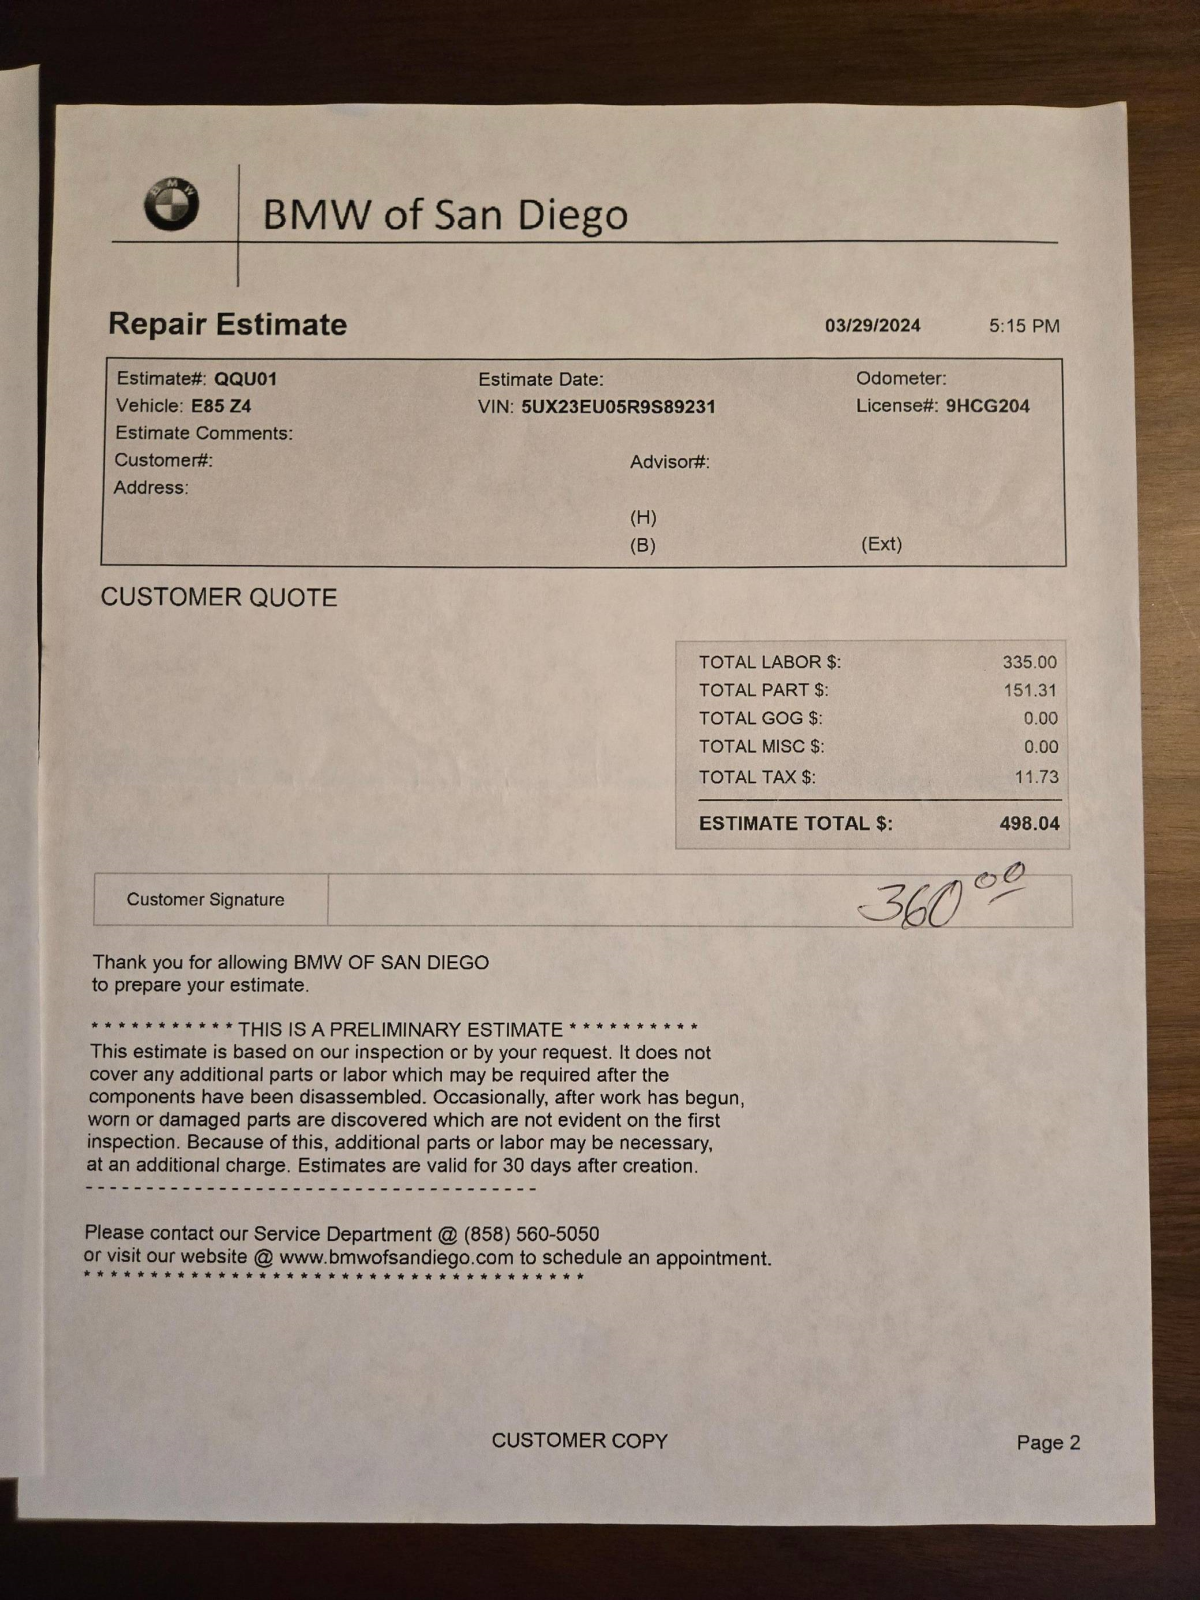 BMW
BMW of San Diego
Repair Estimate 03/29/2024 5:15 PM
Estimate#: QQU01 Estimate Date: Odometer:
Vehicle: E85 Z4 VIN: 5UX23EU05R9S89231 License#: 9HCG204
Estimate Comments:
Customer#: Advisor#:
Address:
(H)
(B) (Ext)
CUSTOMER QUOTE
TOTAL LABOR $: 335.00
TOTAL PART $: 151.31
TOTAL GOG $: 0.00
TOTAL MISC $: 0.00
TOTAL TAX $: 11.73
ESTIMATE TOTAL $: 498.04
Customer Signature 360 00
Thank you for allowing BMW OF SAN DIEGO
to prepare your estimate.
* * * * * * * * * * * THIS IS A PRELIMINARY ESTIMATE * * * * * * * * * *
This estimate is based on our inspection or by your request. It does not
cover any additional parts or labor which may be required after the
components have been disassembled. Occasionally, after work has begun,
worn or damaged parts are discovered which are not evident on the first
inspection. Because of this, additional parts or labor may be necessary,
at an additional charge. Estimates are valid for 30 days after creation.
- - - - - - - - - - - - - - - - - - - - - - - - - - - - - - - - - - - - -
Please contact our Service Department @ (858) 560-5050
or visit our website @ www.bmwofsandiego.com to schedule an appointment.
* * * * * * * * * * * * * * * * * * * * * * * * * * * * * * * * * * * * * *
CUSTOMER COPY Page 2